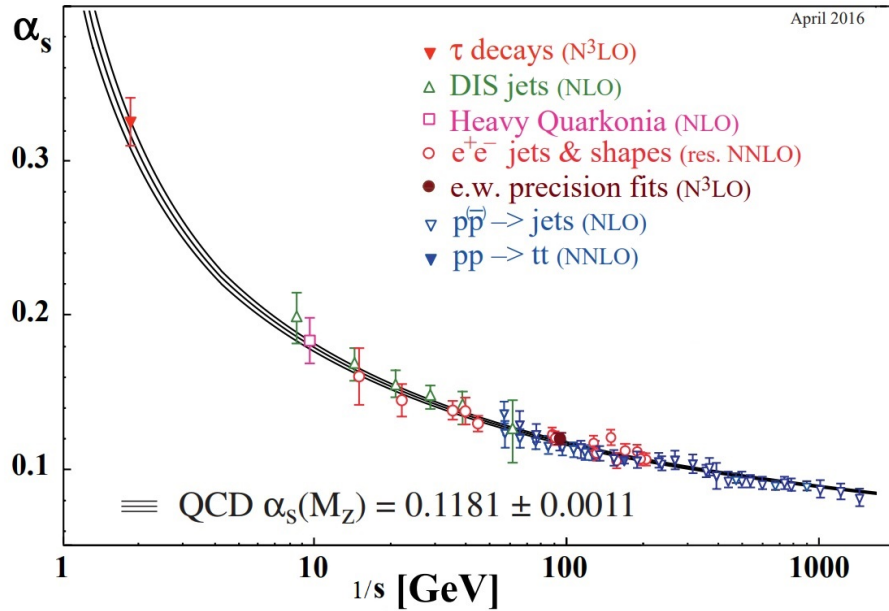 April 2016
αs
τ decays (N³LO)
DIS jets (NLO)
Heavy Quarkonia (NLO)
e⁺e⁻ jets & shapes (res. NNLO)
e.w. precision fits (N³LO)
pp̅ –> jets (NLO)
pp –> tt (NNLO)
0.3
0.2
0.1
QCD αs(Mz) = 0.1181 ± 0.0011
1 10 100 1000
1/s [GeV]